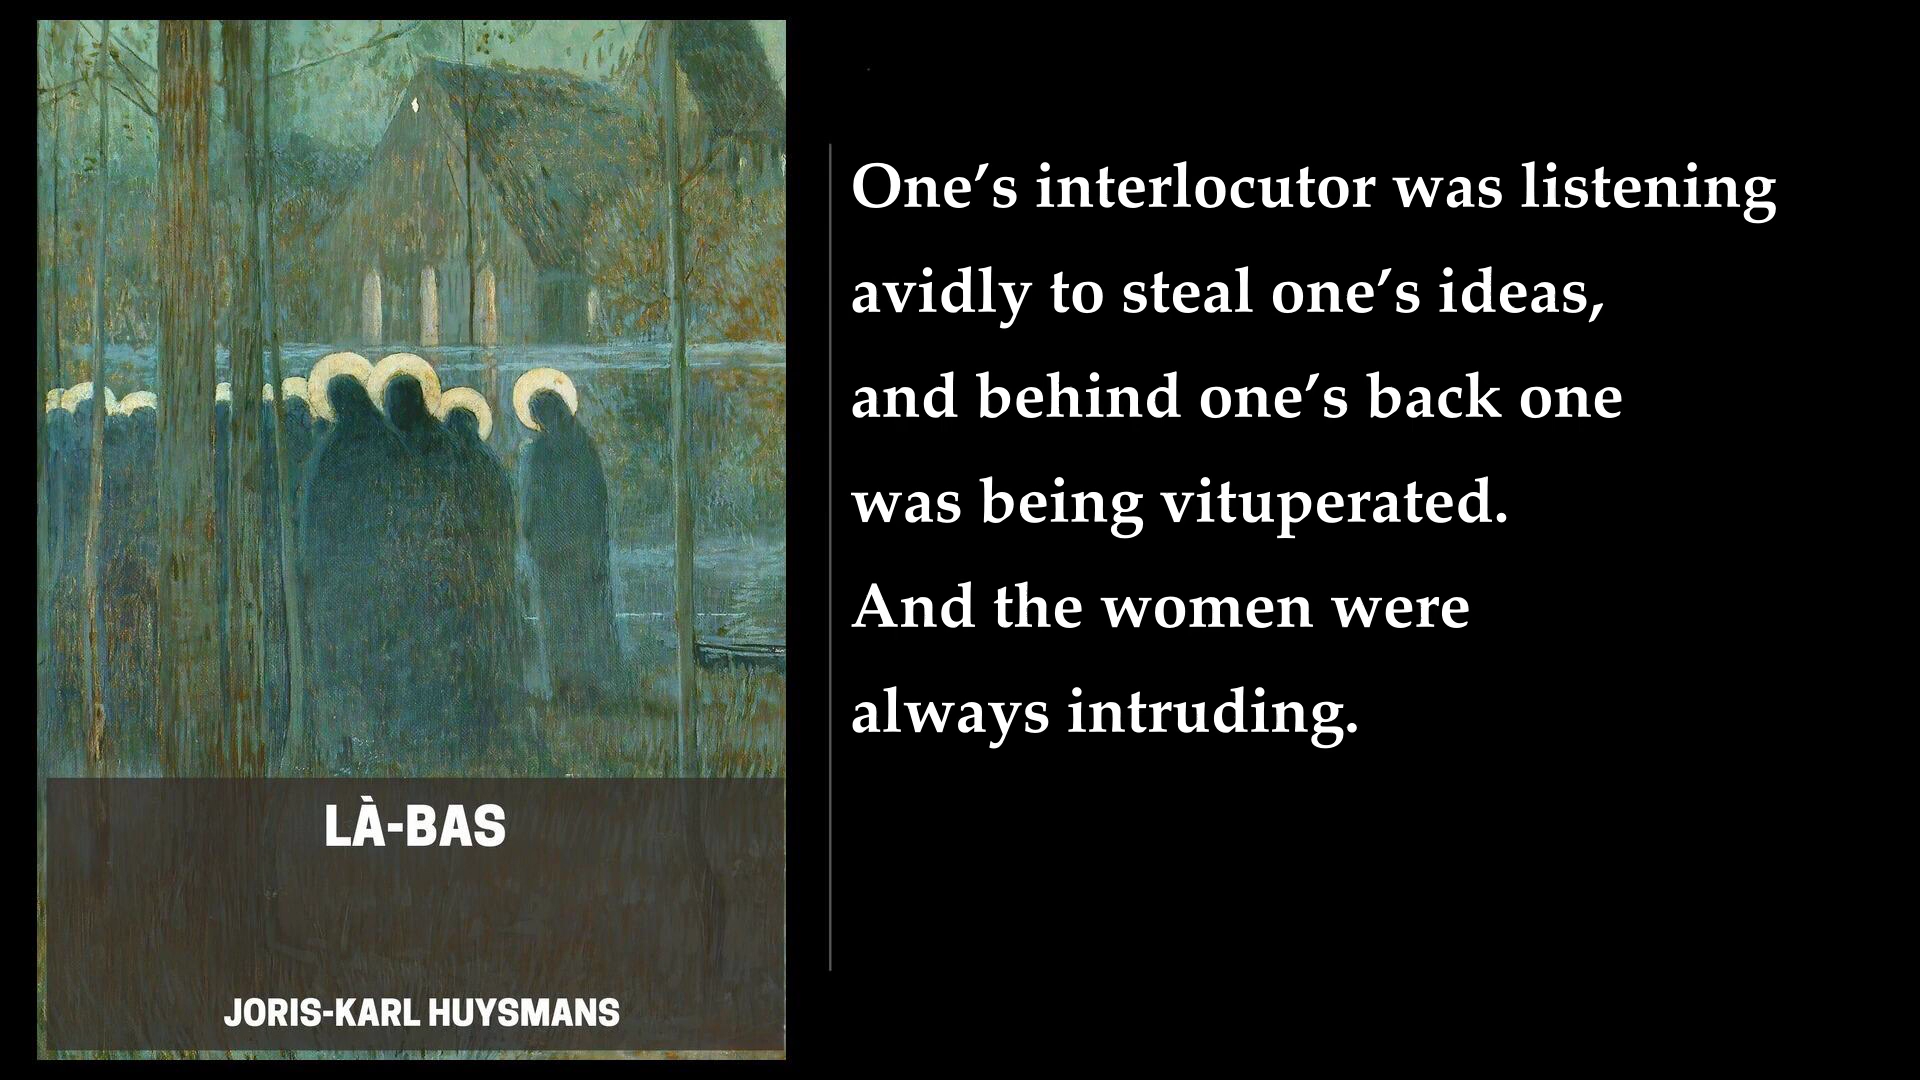 LÀ-BAS
JORIS-KARL HUYSMANS
One’s interlocutor was listening
avidly to steal one’s ideas,
and behind one’s back one
was being vituperated.
And the women were
always intruding.